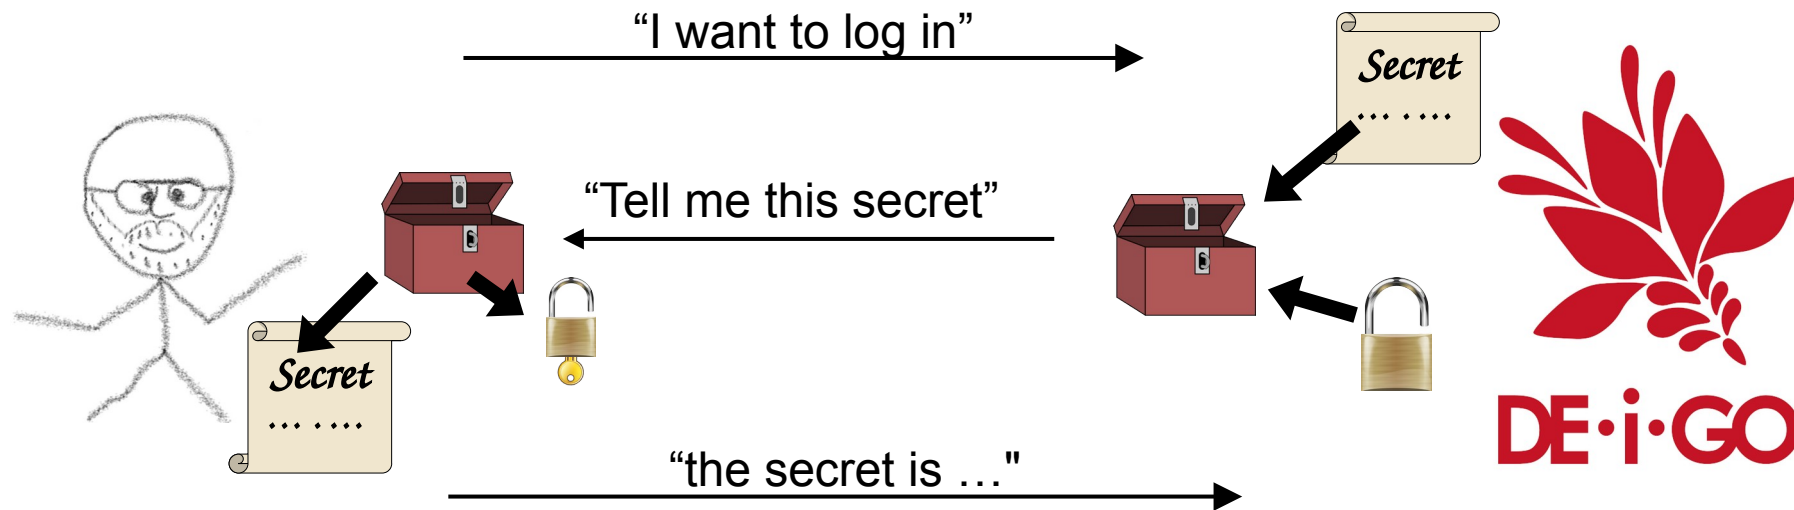 “I want to log in”
Secret
... . ...
“Tell me this secret”
Secret
... . ...
“the secret is …"
DE·i·GO